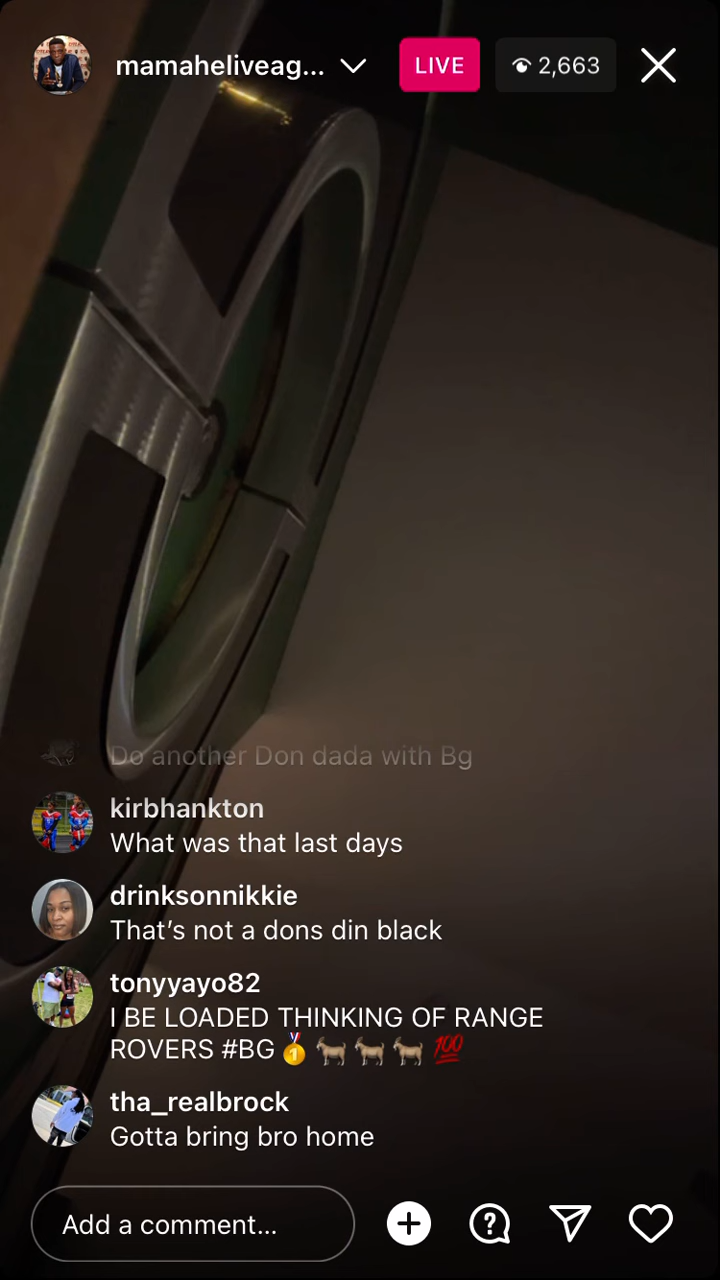 mamaheliveag...
LIVE
2,663
Do another Don dada with Bg
kirbhankton
What was that last days
drinksonnikkie
That's not a dons din black
tonyyayo82
I BE LOADED THINKING OF RANGE
ROVERS #BG🥇🐐🐐🐐💯
tha_realbrock
Gotta bring bro home
Add a comment...